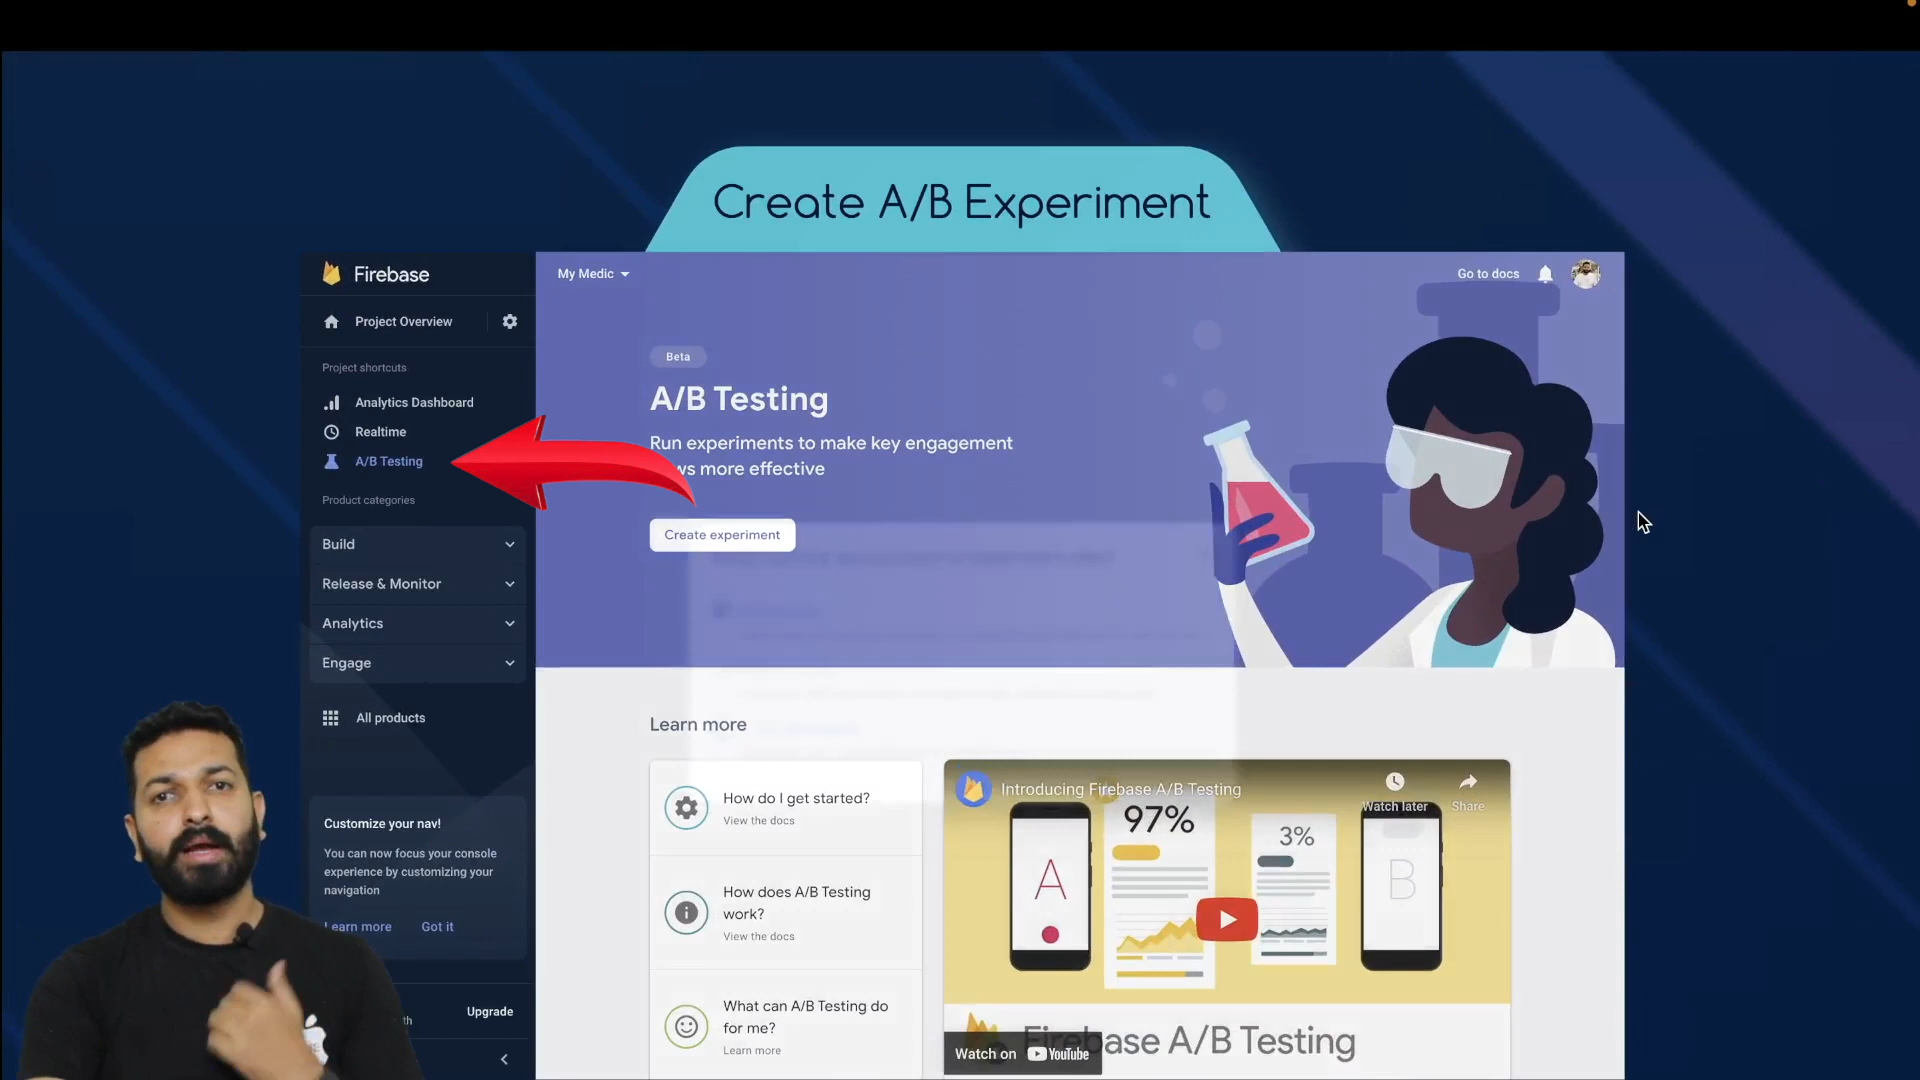 Create A/B Experiment
Firebase
My Medic
Go to docs
Project Overview
Project shortcuts
Analytics Dashboard
Realtime
A/B Testing
Product categories
Build
Release & Monitor
Analytics
Engage
All products
Customize your nav!
You can now focus your console
experience by customizing your
navigation
Learn more
Got it
Upgrade
Beta
A/B Testing
Run experiments to make key engagement
more effective
Create experiment
Learn more
How do I get started?
View the docs
How does A/B Testing
work?
View the docs
What can A/B Testing do
for me?
Learn more
Introducing Firebase A/B Testing
Watch later
Share
97%
3%
A
B
Watch on YouTube
Firebase A/B Testing